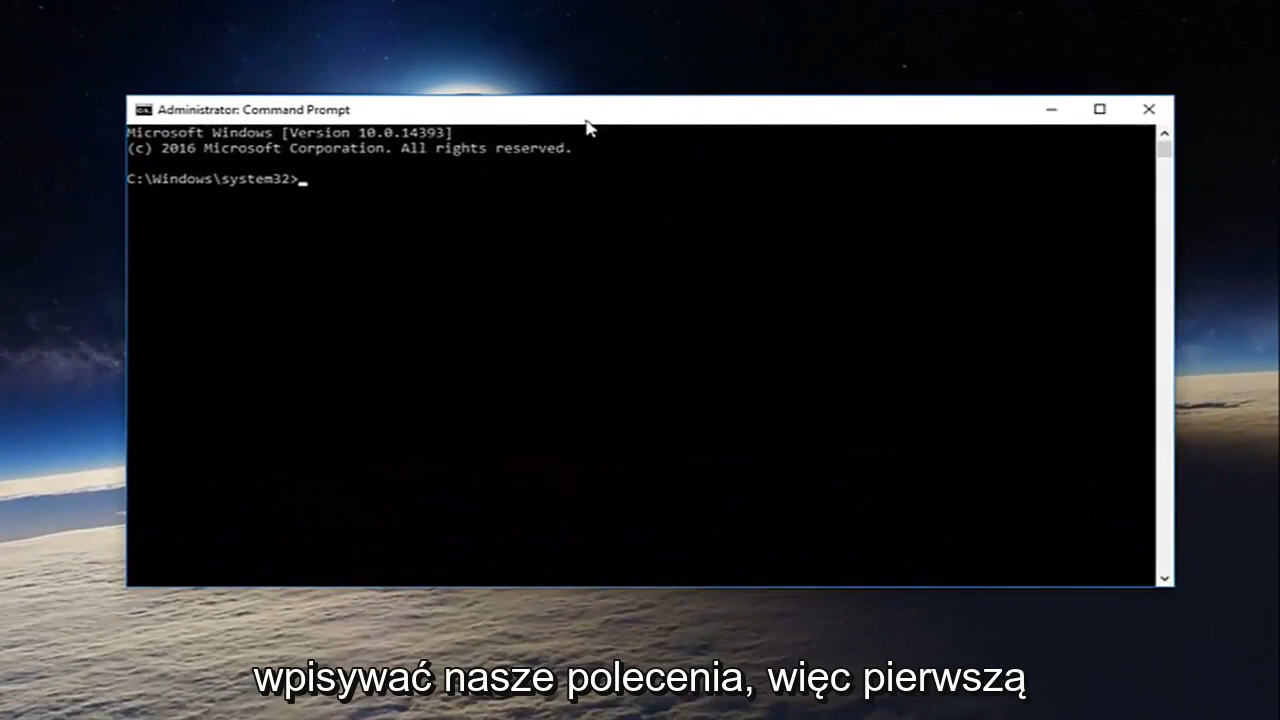 Administrator: Command Prompt
Microsoft Windows [Version 10.0.14393]
(c) 2016 Microsoft Corporation. All rights reserved.
C:\Windows\system32>
wpisywać nasze polecenia, więc pierwszą